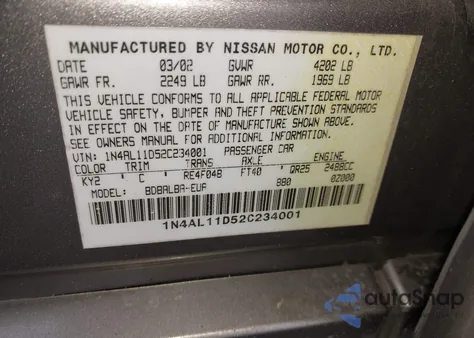 MANUFACTURED BY NISSAN MOTOR CO., LTD.
DATE 03/02 GVWR 4202 LB
GAWR FR. 2249 LB GAWR RR. 1969 LB
THIS VEHICLE CONFORMS TO ALL APPLICABLE FEDERAL MOTOR
VEHICLE SAFETY, BUMPER AND THEFT PREVENTION STANDARDS
IN EFFECT ON THE DATE OF MANUFACTURE SHOWN ABOVE.
SEE OWNERS MANUAL FOR ADDITIONAL INFORMATION.
VIN: 1N4AL11D52C234001 PASSENGER CAR
COLOR TRIM TRANS AXLE ENGINE
KY2 C RE4F04B FT40 QR25 2488CC
MODEL: BDBALBA-EUA 880 0Z000
1N4AL11D52C234001
autoSnap